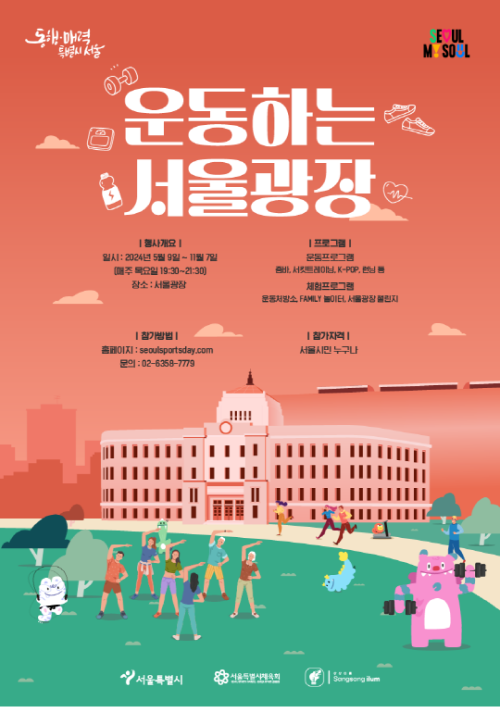 동행·매력
특별시 서울
SEOUL
MY SOUL
운동하는
서울광장
| 행사개요 |
일시 : 2024년 5월 9일 ~ 11월 7일
(매주 목요일 19:30~21:30)
장소 : 서울광장
| 프로그램 |
운동프로그램
줌바, 서킷트레이닝, K-POP, 런닝 등
체험프로그램
운동처방소, FAMILY 놀이터, 서울광장 챌린지
| 참가방법 |
홈페이지 : seoulsportsday.com
문의 : 02-6358-7779
| 참가자격 |
서울시민 누구나
서울특별시
서울특별시체육회
Songsong ilum